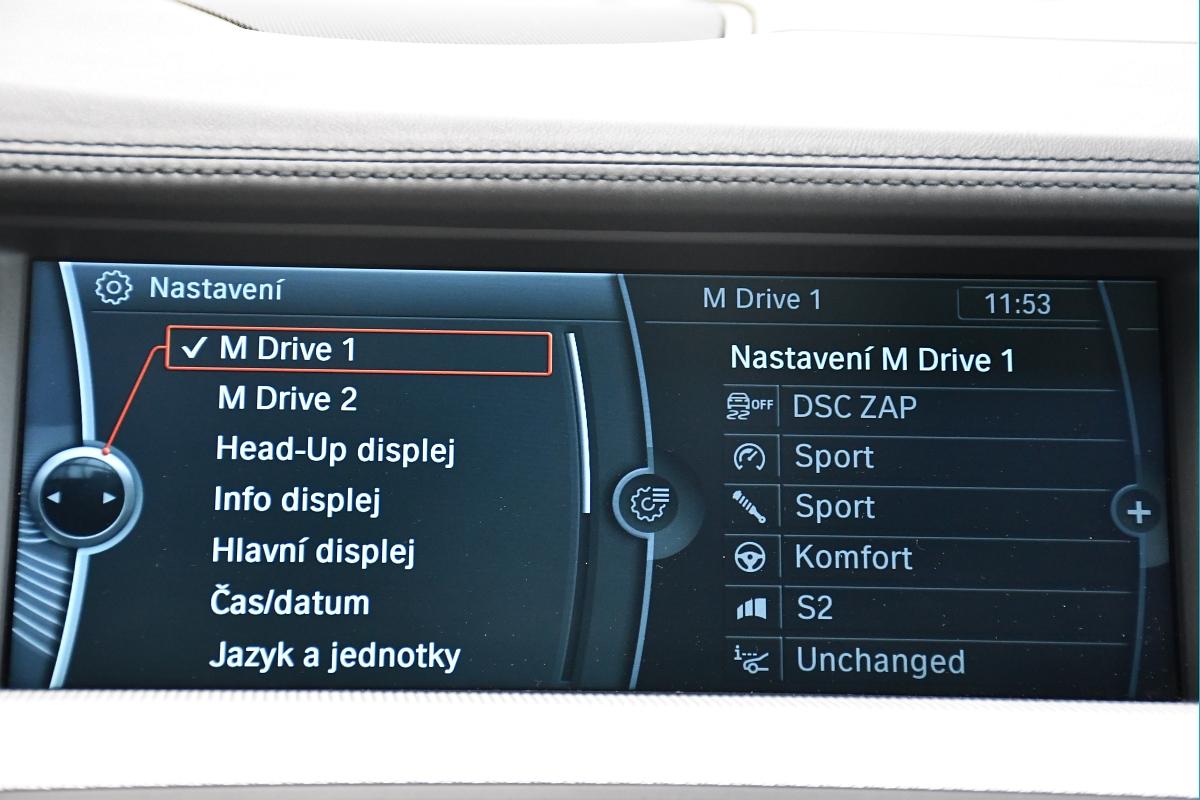 Nastavení
✓ M Drive 1
M Drive 2
Head-Up displej
Info displej
Hlavní displej
Čas/datum
Jazyk a jednotky
M Drive 1
11:53
Nastavení M Drive 1
OFF DSC ZAP
Sport
Sport
Komfort
S2
Unchanged